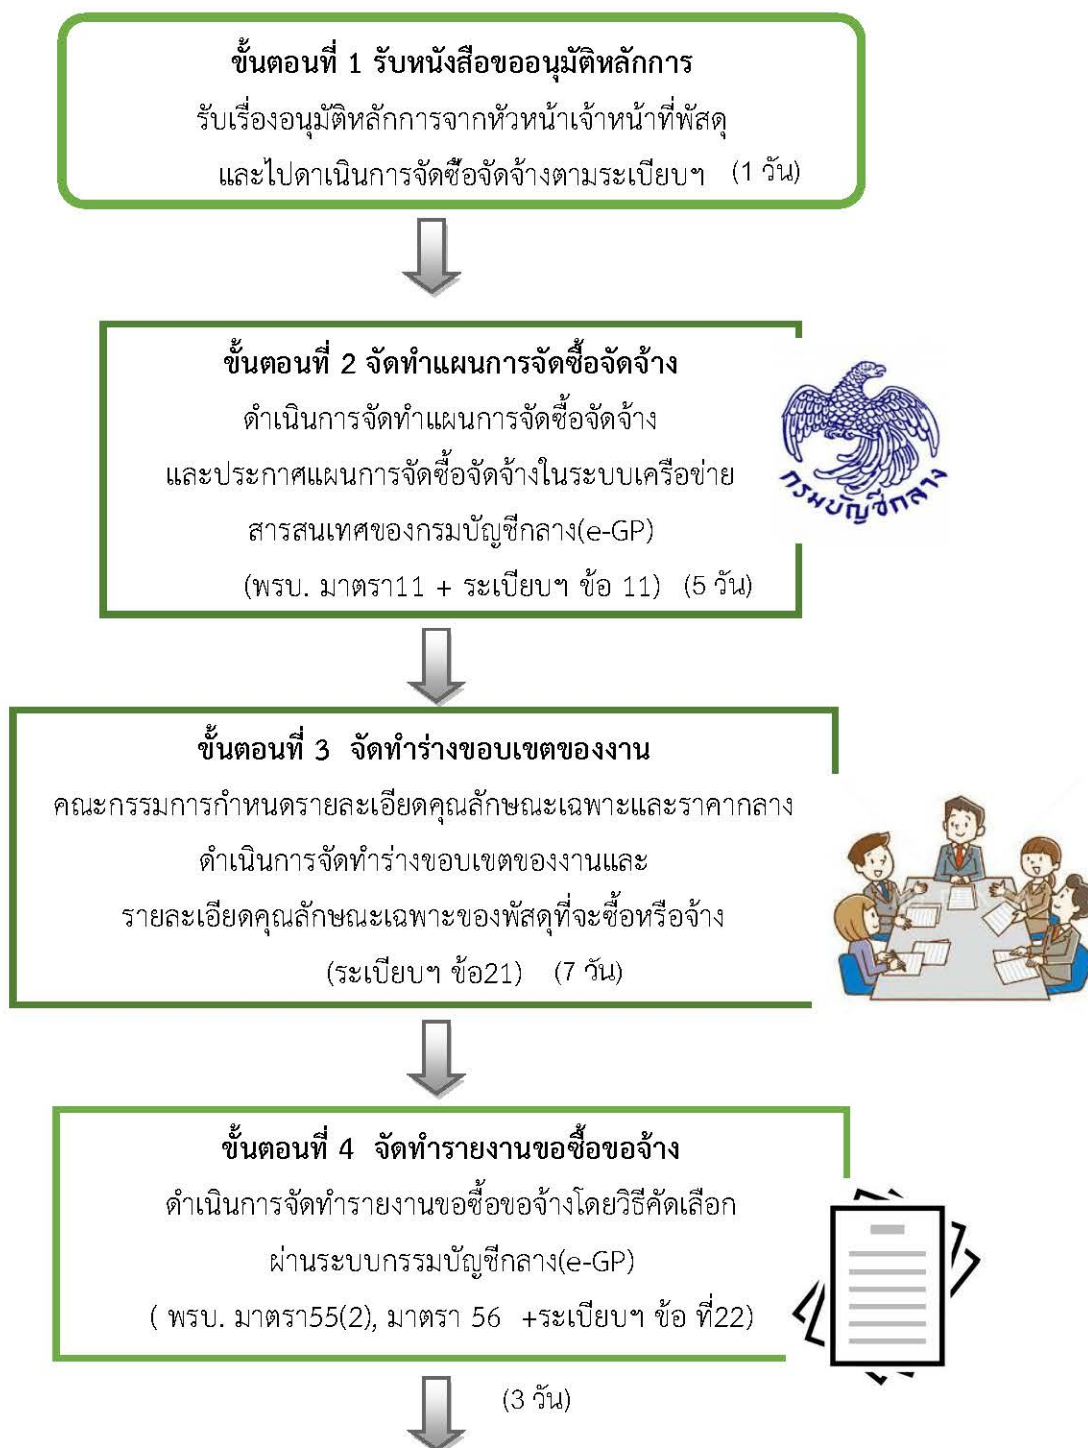 ขั้นตอนที่ 1 รับหนังสือขออนุมัติหลักการ
รับเรื่องอนุมัติหลักการจากหัวหน้าเจ้าหน้าที่พัสดุ
และไปดาเนินการจัดซื้อจัดจ้างตามระเบียบฯ (1 วัน)
ขั้นตอนที่ 2 จัดทำแผนการจัดซื้อจัดจ้าง
ดำเนินการจัดทำแผนการจัดซื้อจัดจ้าง
และประกาศแผนการจัดซื้อจัดจ้างในระบบเครือข่าย
สารสนเทศของกรมบัญชีกลาง(e-GP)
(พรบ. มาตรา11 + ระเบียบฯ ข้อ 11) (5 วัน)
กรมบัญชีกลาง
ขั้นตอนที่ 3 จัดทำร่างขอบเขตของงาน
คณะกรรมการกำหนดรายละเอียดคุณลักษณะเฉพาะและราคากลาง
ดำเนินการจัดทำร่างขอบเขตของงานและ
รายละเอียดคุณลักษณะเฉพาะของพัสดุที่จะซื้อหรือจ้าง
(ระเบียบฯ ข้อ21) (7 วัน)
ขั้นตอนที่ 4 จัดทำรายงานขอซื้อขอจ้าง
ดำเนินการจัดทำรายงานขอซื้อขอจ้างโดยวิธีคัดเลือก
ผ่านระบบกรรมบัญชีกลาง(e-GP)
( พรบ. มาตรา55(2), มาตรา 56 +ระเบียบฯ ข้อ ที่22)
(3 วัน)